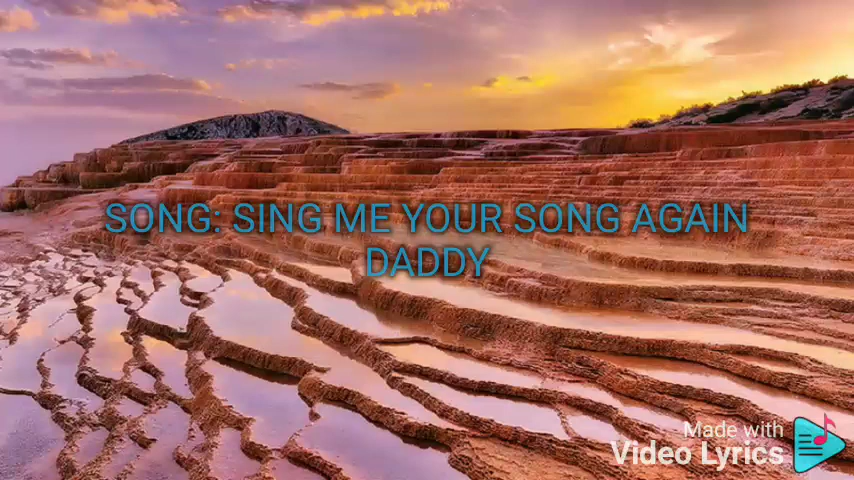 SONG: SING ME YOUR SONG AGAIN
DADDY
Made with
Video Lyrics